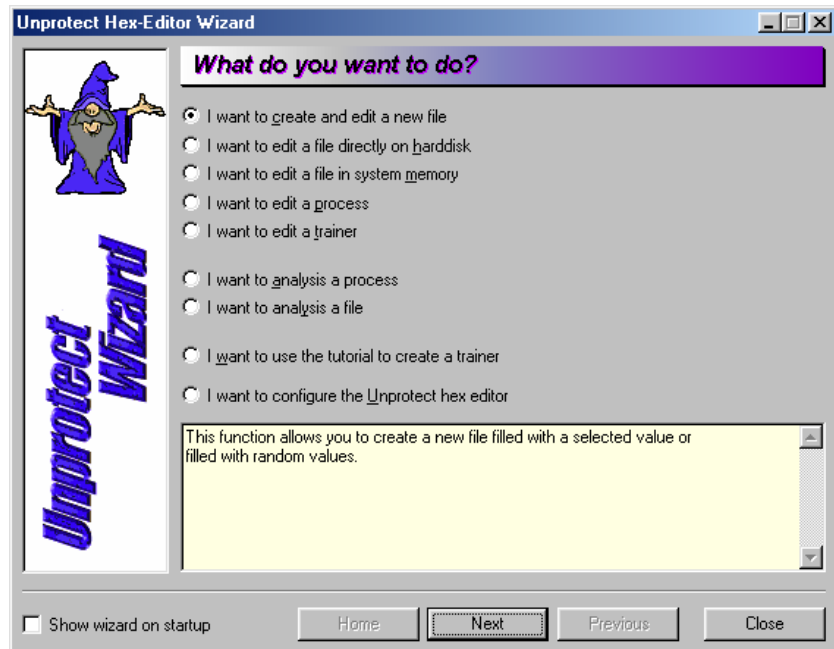 Unprotect Hex-Editor Wizard
What do you want to do?
I want to create and edit a new file
I want to edit a file directly on harddisk
I want to edit a file in system memory
I want to edit a process
I want to edit a trainer
I want to analysis a process
I want to analysis a file
I want to use the tutorial to create a trainer
I want to configure the Unprotect hex editor
Unprotect
Wizard
This function allows you to create a new file filled with a selected value or
filled with random values.
Show wizard on startup
Home
Next
Previous
Close